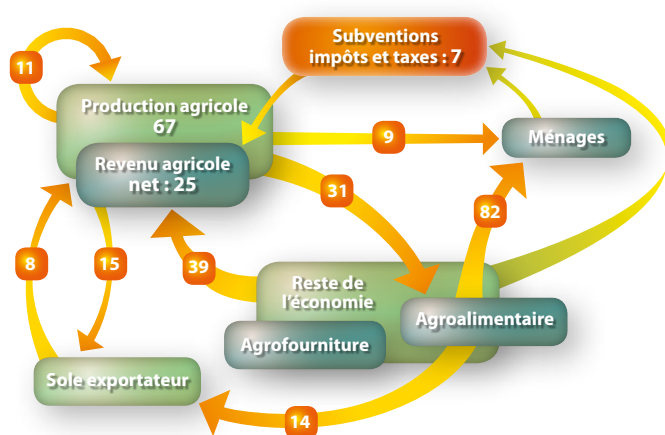 Subventions
impôts et taxes : 7
11
Production agricole
67
9
Ménages
Revenu agricole
net : 25
31
82
8
15
39
Reste de
l’économie
Agroalimentaire
Agrofourniture
Sole exportateur
14